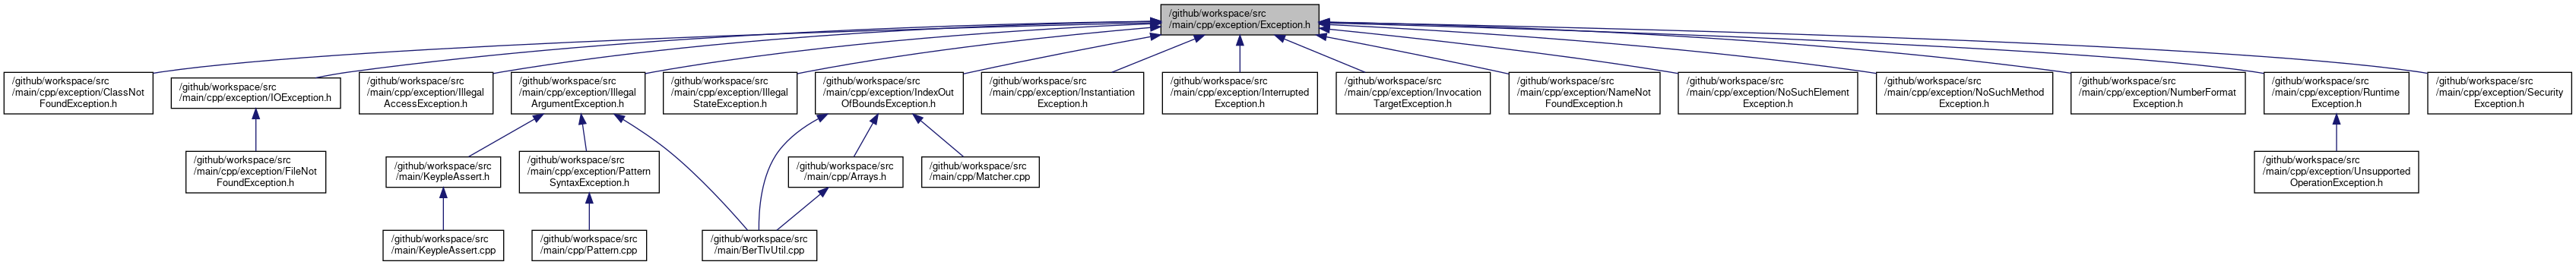 /github/workspace/src
/main/cpp/exception/Exception.h
/github/workspace/src
/main/cpp/exception/ClassNot
FoundException.h
/github/workspace/src
/main/cpp/exception/IOException.h
/github/workspace/src
/main/cpp/exception/Illegal
AccessException.h
/github/workspace/src
/main/cpp/exception/Illegal
ArgumentException.h
/github/workspace/src
/main/cpp/exception/Illegal
StateException.h
/github/workspace/src
/main/cpp/exception/IndexOut
OfBoundsException.h
/github/workspace/src
/main/cpp/exception/Instantiation
Exception.h
/github/workspace/src
/main/cpp/exception/Interrupted
Exception.h
/github/workspace/src
/main/cpp/exception/Invocation
TargetException.h
/github/workspace/src
/main/cpp/exception/NameNot
FoundException.h
/github/workspace/src
/main/cpp/exception/NoSuchElement
Exception.h
/github/workspace/src
/main/cpp/exception/NoSuchMethod
Exception.h
/github/workspace/src
/main/cpp/exception/NumberFormat
Exception.h
/github/workspace/src
/main/cpp/exception/Runtime
Exception.h
/github/workspace/src
/main/cpp/exception/Security
Exception.h
/github/workspace/src
/main/cpp/exception/FileNot
FoundException.h
/github/workspace/src
/main/KeypleAssert.h
/github/workspace/src
/main/cpp/exception/Pattern
SyntaxException.h
/github/workspace/src
/main/cpp/Arrays.h
/github/workspace/src
/main/cpp/Matcher.cpp
/github/workspace/src
/main/cpp/exception/Unsupported
OperationException.h
/github/workspace/src
/main/KeypleAssert.cpp
/github/workspace/src
/main/cpp/Pattern.cpp
/github/workspace/src
/main/BerTlvUtil.cpp